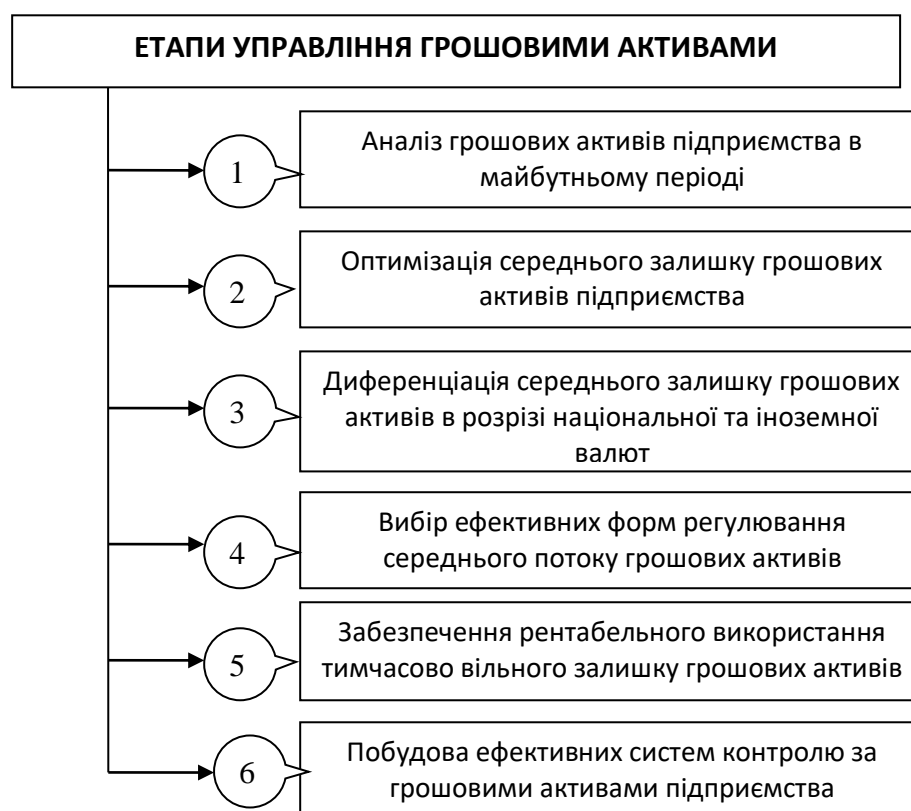 ЕТАПИ УПРАВЛІННЯ ГРОШОВИМИ АКТИВАМИ
1
Аналіз грошових активів підприємства в
майбутньому періоді
2
Оптимізація середнього залишку грошових
активів підприємства
3
Диференціація середнього залишку грошових
активів в розрізі національної та іноземної
валют
4
Вибір ефективних форм регулювання
середнього потоку грошових активів
5
Забезпечення рентабельного використання
тимчасово вільного залишку грошових активів
6
Побудова ефективних систем контролю за
грошовими активами підприємства